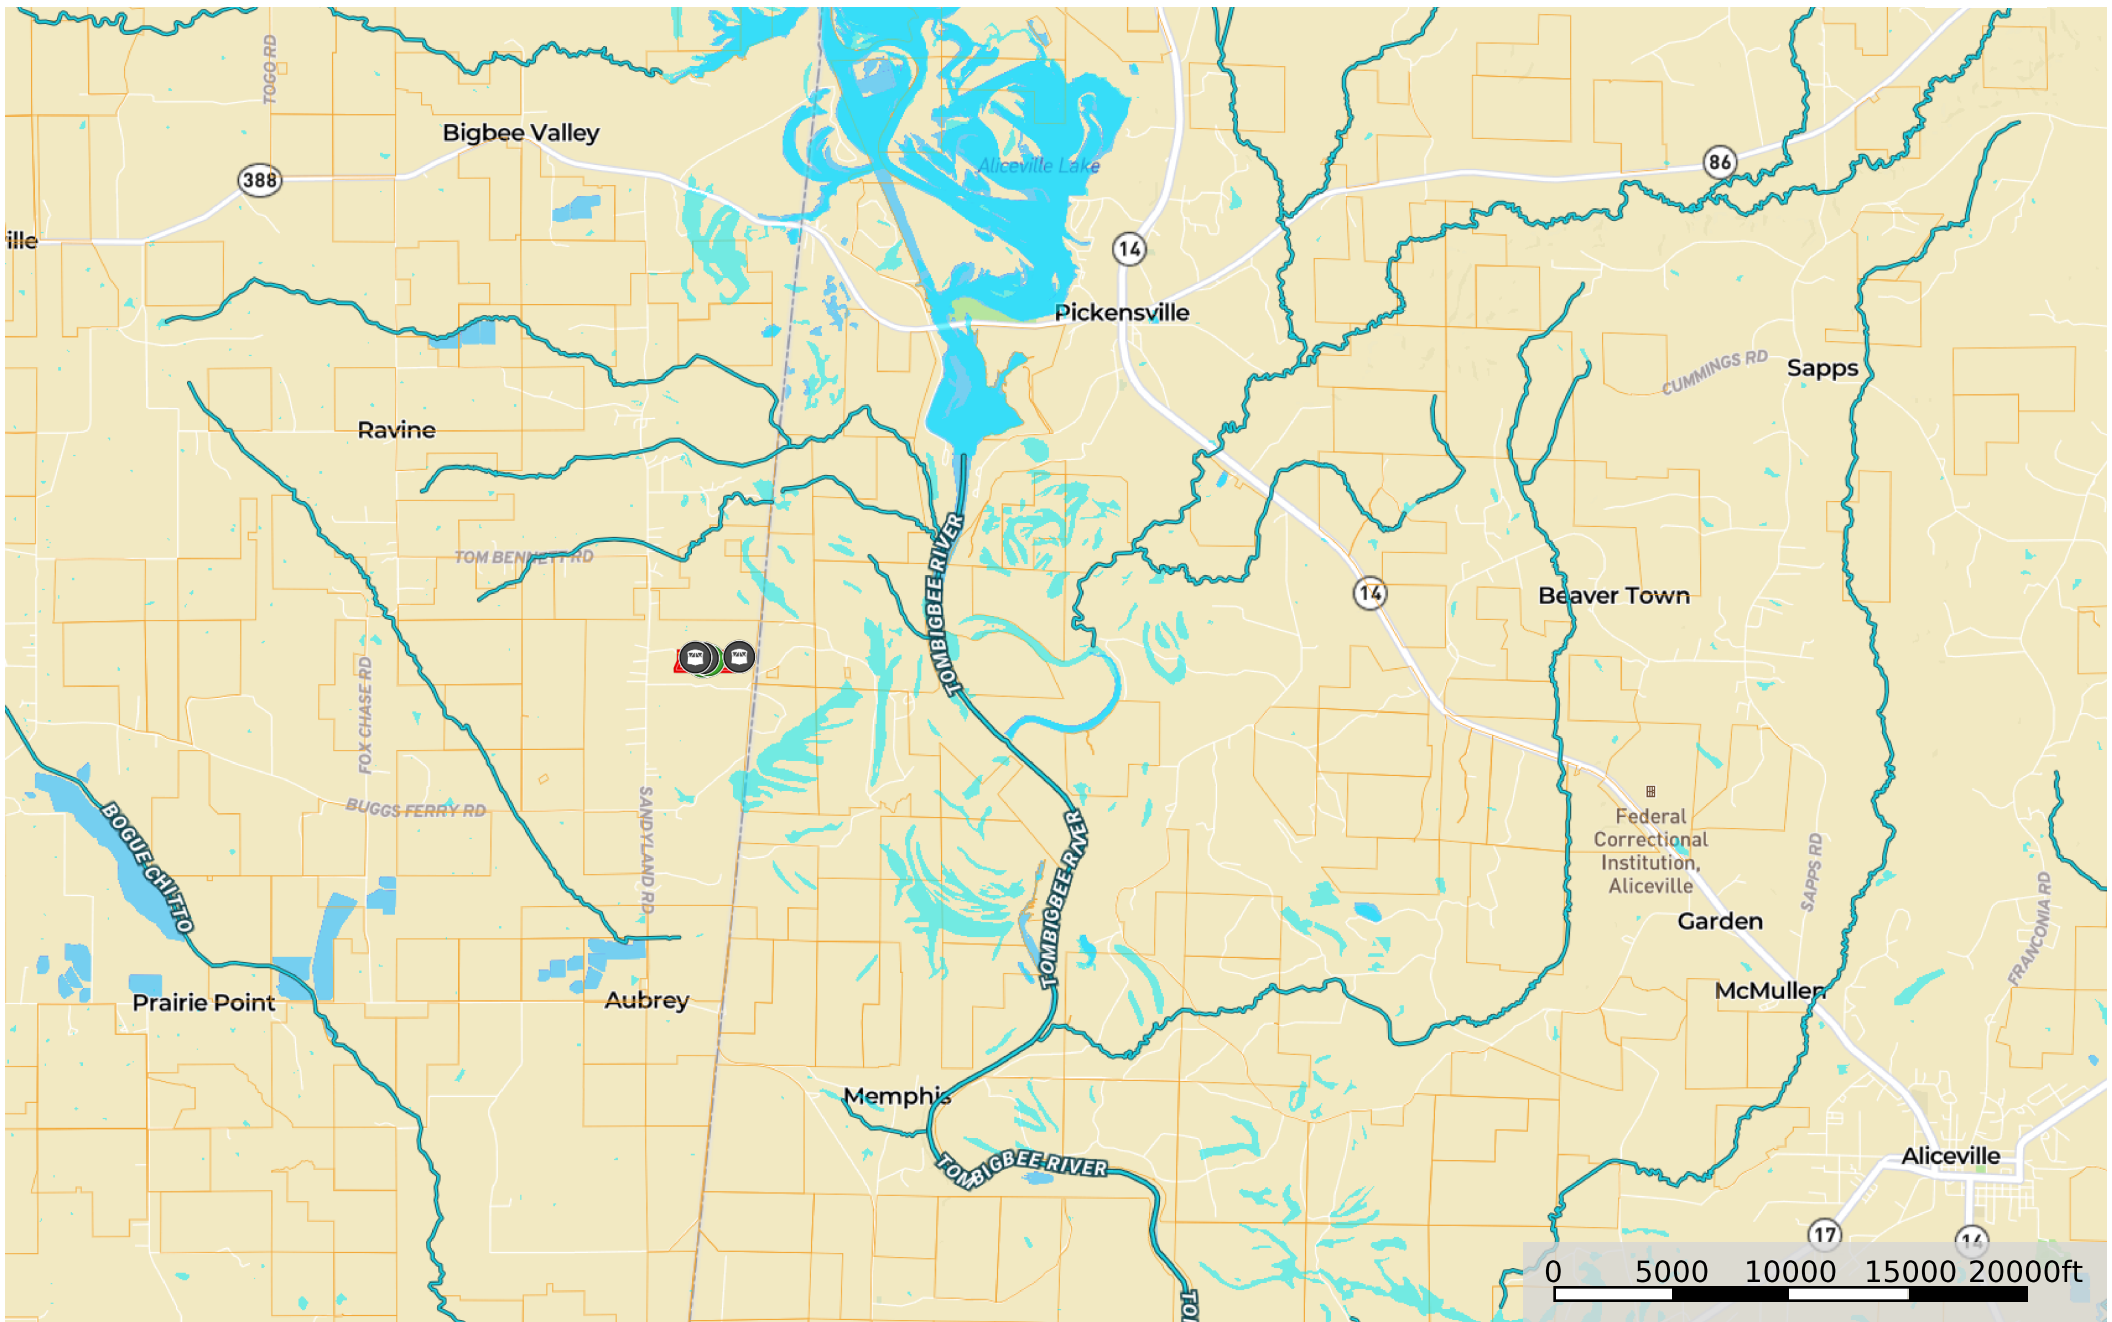 TOGO RD
Bigbee Valley
388
ille
Aliceville Lake
86
14
Pickensville
CUMMINGS RD
Sapps
Ravine
TOM BENNETT RD
TOMBIGBEE RIVER
14
Beaver Town
FOX CHASE RD
BUGGS FERRY RD
SANDYLAND RD
BOGUE CHITTO
TOMBIGBEE RIVER
Federal
Correctional
Institution,
Aliceville
SAPPS RD
FRANCONIA RD
Garden
McMullen
Prairie Point
Aubrey
Memphis
TOMBIGBEE RIVER
Aliceville
17
14
TO
0 5000 10000 15000 20000ft